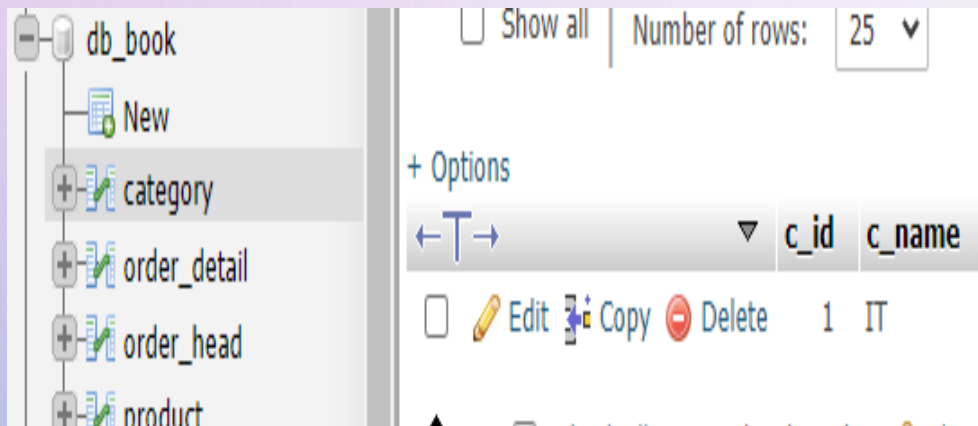 db_book
New
category
order_detail
order_head
product
Show all Number of rows: 25
+ Options
c_id c_name
Edit Copy Delete 1 IT